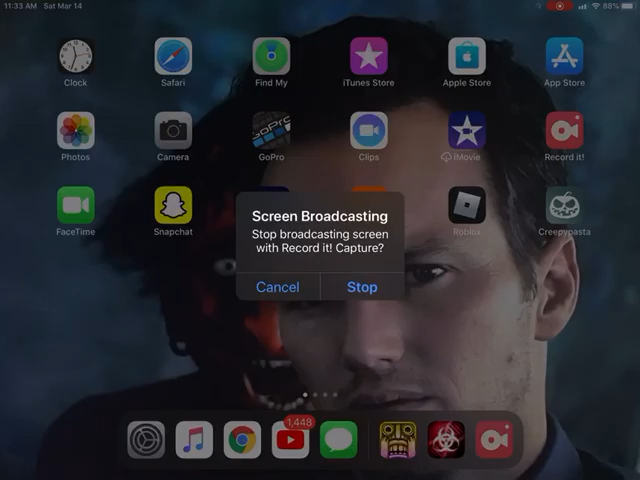 11:33 AM Sat Mar 14
88%
Clock Safari Find My iTunes Store Apple Store App Store
GoPro
Photos Camera GoPro Clips iMovie Record it!
FaceTime Snapchat Roblox Creepypasta
Screen Broadcasting
Stop broadcasting screen
with Record it! Capture?
Cancel Stop
1,448